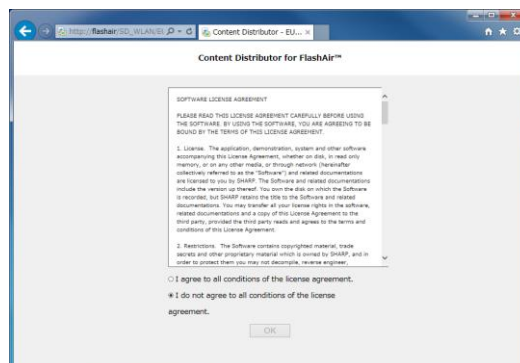 http://flashair/SD_WLAN/EU
Content Distributor - EU...
Content Distributor for FlashAir™
SOFTWARE LICENSE AGREEMENT
PLEASE READ THIS LICENSE AGREEMENT CAREFULLY BEFORE USING
THE SOFTWARE. BY USING THE SOFTWARE, YOU ARE AGREEING TO BE
BOUND BY THE TERMS OF THIS LICENSE AGREEMENT.
1. License. The application, demonstration, system and other software
accompanying this License Agreement, whether on disk, in read only
memory, or on any other media, or through network (hereinafter
collectively referred to as the "Software") and related documentations
are licensed to you by SHARP. The Software and related documentations
include the version up thereof. You own the disk on which the Software
is recorded, but SHARP retains the title to the Software and related
documentations. You may transfer all your license rights in the software,
related documentations and a copy of this License Agreement to the
third party, provided the third party reads and agrees to the terms and
conditions of this License Agreement.
2. Restrictions. The Software contains copyrighted material, trade
secrets and other proprietary material which is owned by SHARP, and in
order to protect them you may not decompile, reverse engineer,
I agree to all conditions of the license agreement.
I do not agree to all conditions of the license
agreement.
OK